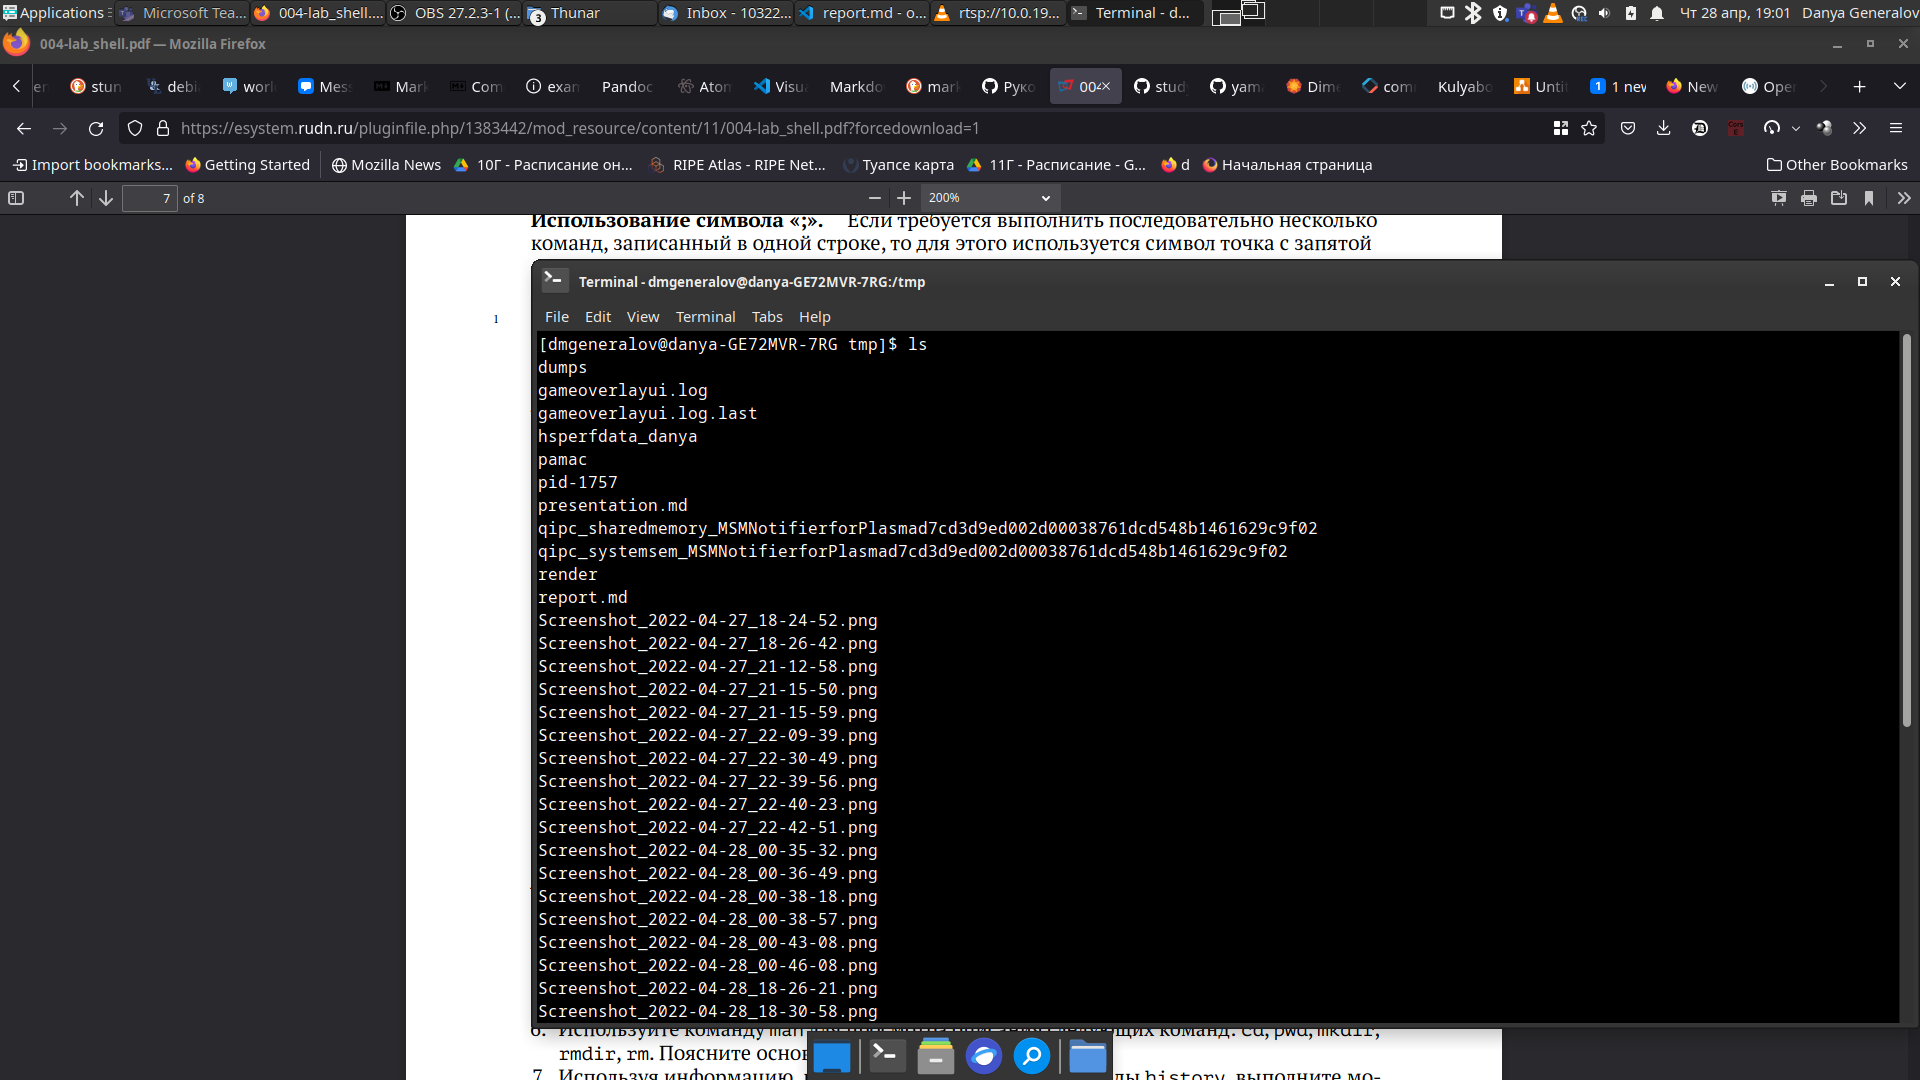 Applications
Microsoft Tea...
004-lab_shell....
OBS 27.2.3-1 (...
3
Thunar
Inbox - 10322...
report.md - o...
rtsp://10.0.19...
Terminal - d...
Чт 28 апр, 19:01
Danya Generalov
004-lab_shell.pdf — Mozilla Firefox
stun
debi
worl
Mess
Mark
Com
exan
Pandoc
Atom
Visua
Markdo
mark
Руко
004
stud
yam
Dime
com
Kulyabo
Unti
1 nev
New
Ope
https://esystem.rudn.ru/pluginfile.php/1383442/mod_resource/content/11/004-lab_shell.pdf?forcedownload=1
Import bookmarks...
Getting Started
Mozilla News
10Г - Расписание он...
RIPE Atlas - RIPE Net...
Туапсе карта
11Г - Расписание - G...
d
Начальная страница
Other Bookmarks
7 of 8
200%
Использование символа «;». Если требуется выполнить последовательно несколько
команд, записанный в одной строке, то для этого используется символ точка с запятой
1
Terminal - dmgeneralov@danya-GE72MVR-7RG:/tmp
File Edit View Terminal Tabs Help
[dmgeneralov@danya-GE72MVR-7RG tmp]$ ls
dumps
gameoverlayui.log
gameoverlayui.log.last
hsperfdata_danya
pamac
pid-1757
presentation.md
qipc_sharedmemory_MSMNotifierforPlasmad7cd3d9ed002d00038761dcd548b1461629c9f02
qipc_systemsem_MSMNotifierforPlasmad7cd3d9ed002d00038761dcd548b1461629c9f02
render
report.md
Screenshot_2022-04-27_18-24-52.png
Screenshot_2022-04-27_18-26-42.png
Screenshot_2022-04-27_21-12-58.png
Screenshot_2022-04-27_21-15-50.png
Screenshot_2022-04-27_21-15-59.png
Screenshot_2022-04-27_22-09-39.png
Screenshot_2022-04-27_22-30-49.png
Screenshot_2022-04-27_22-39-56.png
Screenshot_2022-04-27_22-40-23.png
Screenshot_2022-04-27_22-42-51.png
Screenshot_2022-04-28_00-35-32.png
Screenshot_2022-04-28_00-36-49.png
Screenshot_2022-04-28_00-38-18.png
Screenshot_2022-04-28_00-38-57.png
Screenshot_2022-04-28_00-43-08.png
Screenshot_2022-04-28_00-46-08.png
Screenshot_2022-04-28_18-26-21.png
Screenshot_2022-04-28_18-30-58.png
6. Используйте команду man команд: cd, pwd, mkdir,
rmdir, rm. Поясните основ
7. Используя информацию, ды history, выполните мо-